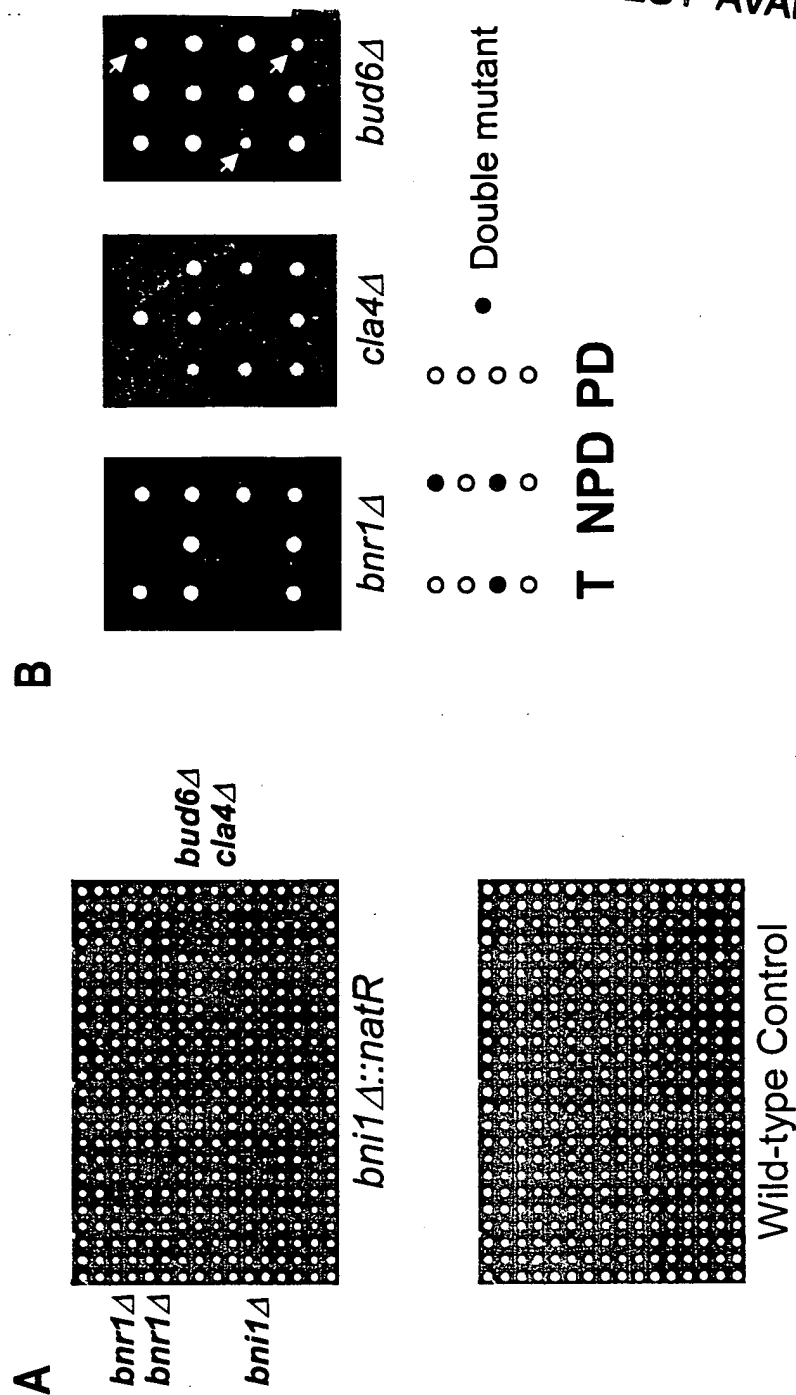 A
bnr1Δ
bnr1Δ
bni1Δ
bud6Δ
cla4Δ
bni1Δ::natR
Wild-type Control
B
bnr1Δ
cla4Δ
bud6Δ
T NPD PD
Double mutant